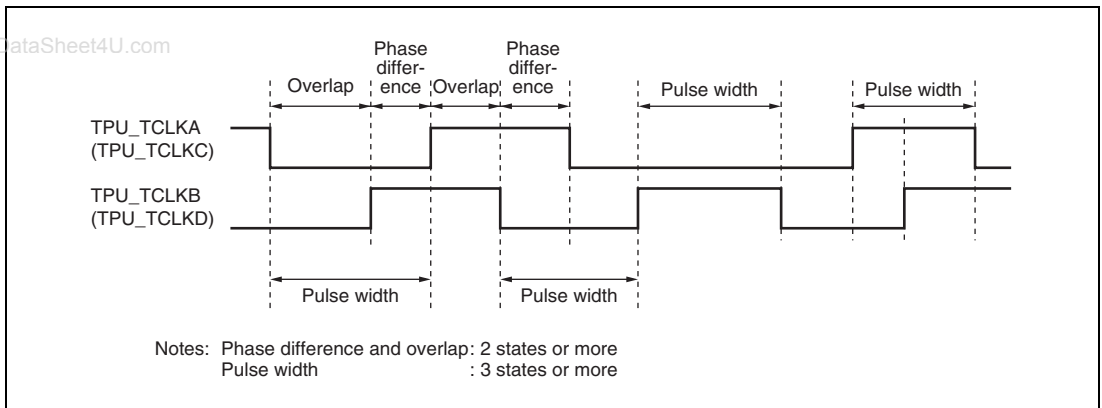 DataSheet4U.com
Phase
differ-
ence
Phase
differ-
ence
Overlap
Overlap
Pulse width
Pulse width
TPU_TCLKA
(TPU_TCLKC)
TPU_TCLKB
(TPU_TCLKD)
Pulse width
Pulse width
Notes: Phase difference and overlap: 2 states or more
Pulse width : 3 states or more